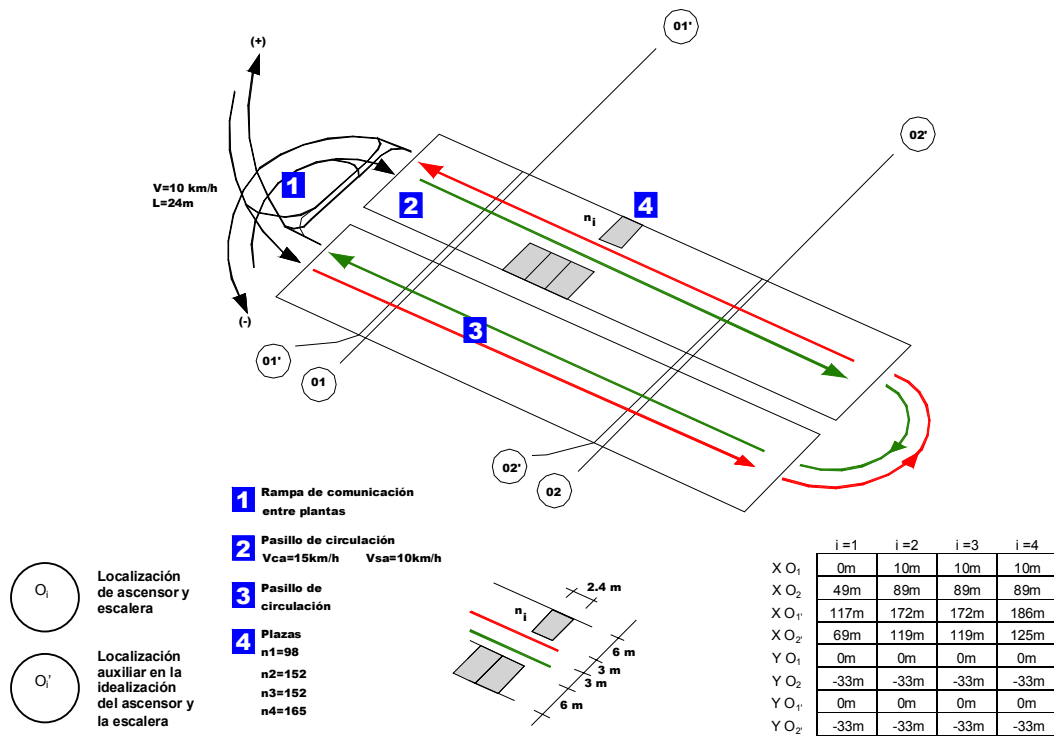 01'
(+)
02'
V=10 km/h
L=24m
1
2
4
ni
3
(-)
01'
01
02'
02
1 Rampa de comunicación
entre plantas
2 Pasillo de circulación
Vca=15km/h Vsa=10km/h
3 Pasillo de
circulación
4 Plazas
n1=98
n2=152
n3=152
n4=165
Oi
Localización
de ascensor y
escalera
Oi'
Localización
auxiliar en la
idealización
del ascensor y
la escalera
2.4 m
ni
6 m
3 m
3 m
6 m
i =1 i =2 i =3 i =4
X O1 0m 10m 10m 10m
X O2 49m 89m 89m 89m
X O1' 117m 172m 172m 186m
X O2' 69m 119m 119m 125m
Y O1 0m 0m 0m 0m
Y O2 -33m -33m -33m -33m
Y O1' 0m 0m 0m 0m
Y O2' -33m -33m -33m -33m